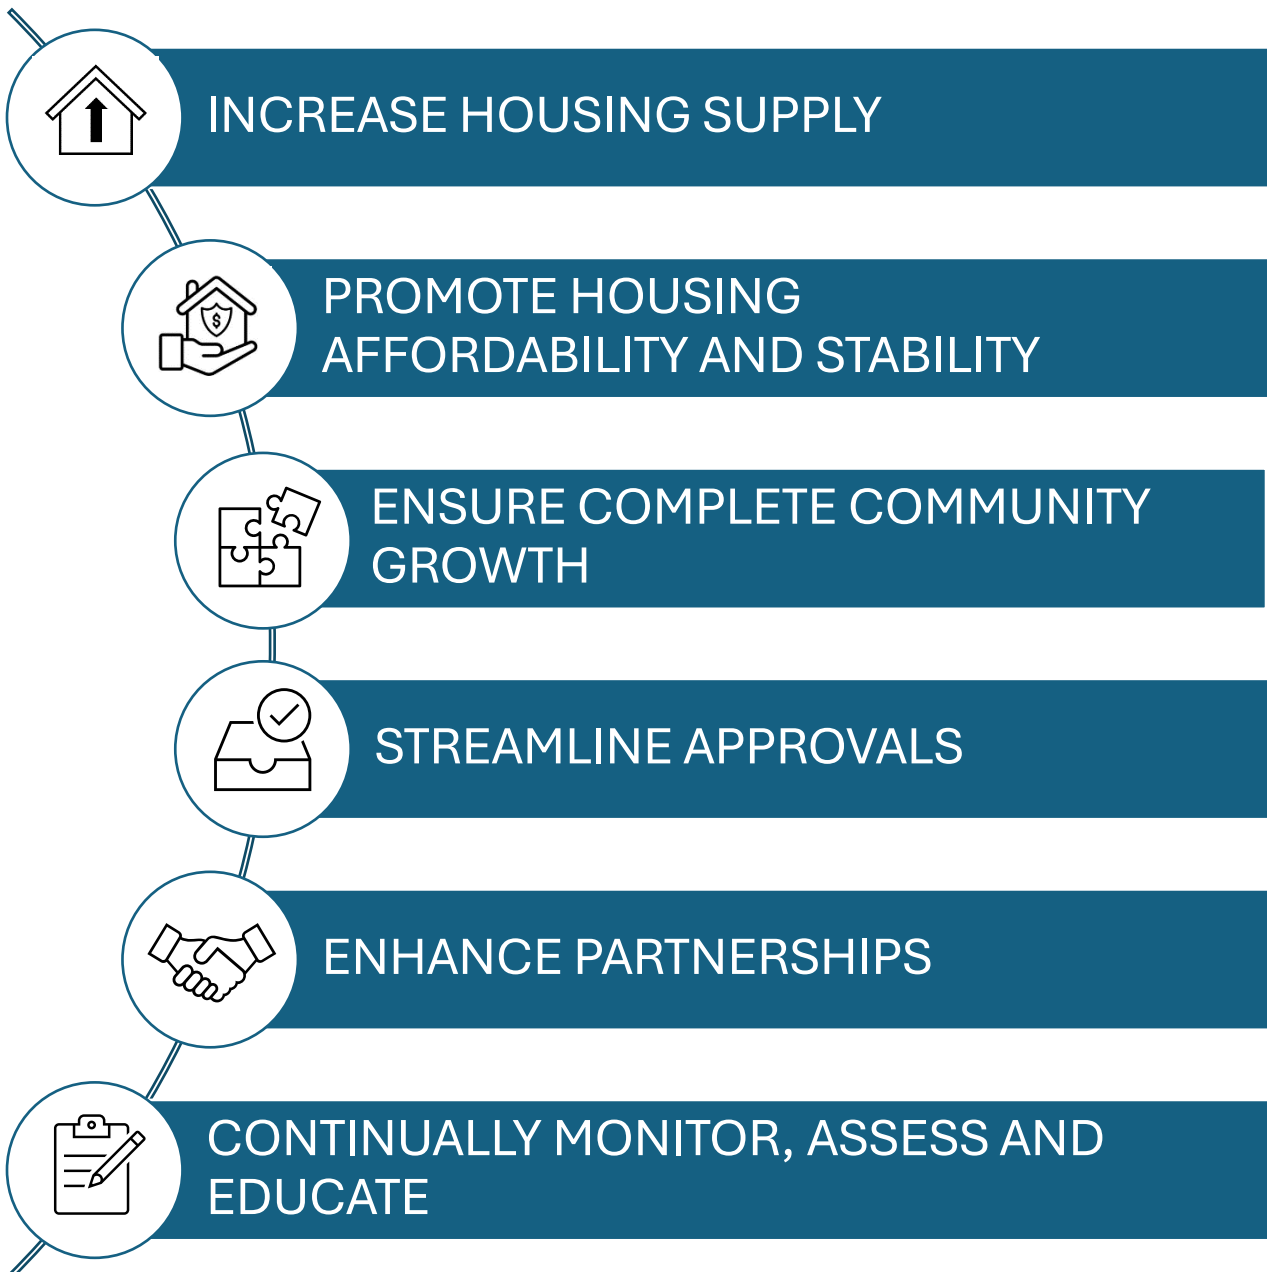 INCREASE HOUSING SUPPLY
$
PROMOTE HOUSING
AFFORDABILITY AND STABILITY
ENSURE COMPLETE COMMUNITY
GROWTH
STREAMLINE APPROVALS
ENHANCE PARTNERSHIPS
CONTINUALLY MONITOR, ASSESS AND
EDUCATE